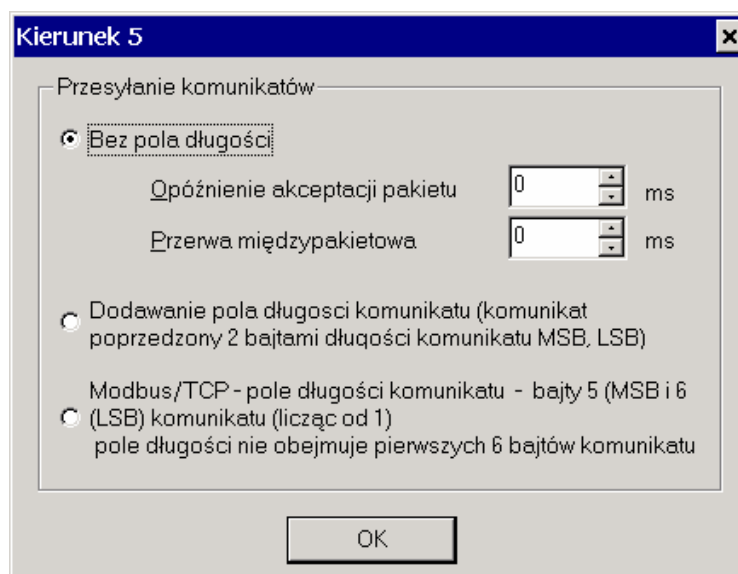 Kierunek 5
Przesyłanie komunikatów
Bez pola długości
Opóźnienie akceptacji pakietu 0 ms
Przerwa międzypakietowa 0 ms
Dodawanie pola długosci komunikatu (komunikat
poprzedzony 2 bajtami długości komunikatu MSB, LSB)
Modbus/TCP - pole długości komunikatu - bajty 5 (MSB i 6
(LSB) komunikatu (licząc od 1)
pole długości nie obejmuje pierwszych 6 bajtów komunikatu
OK